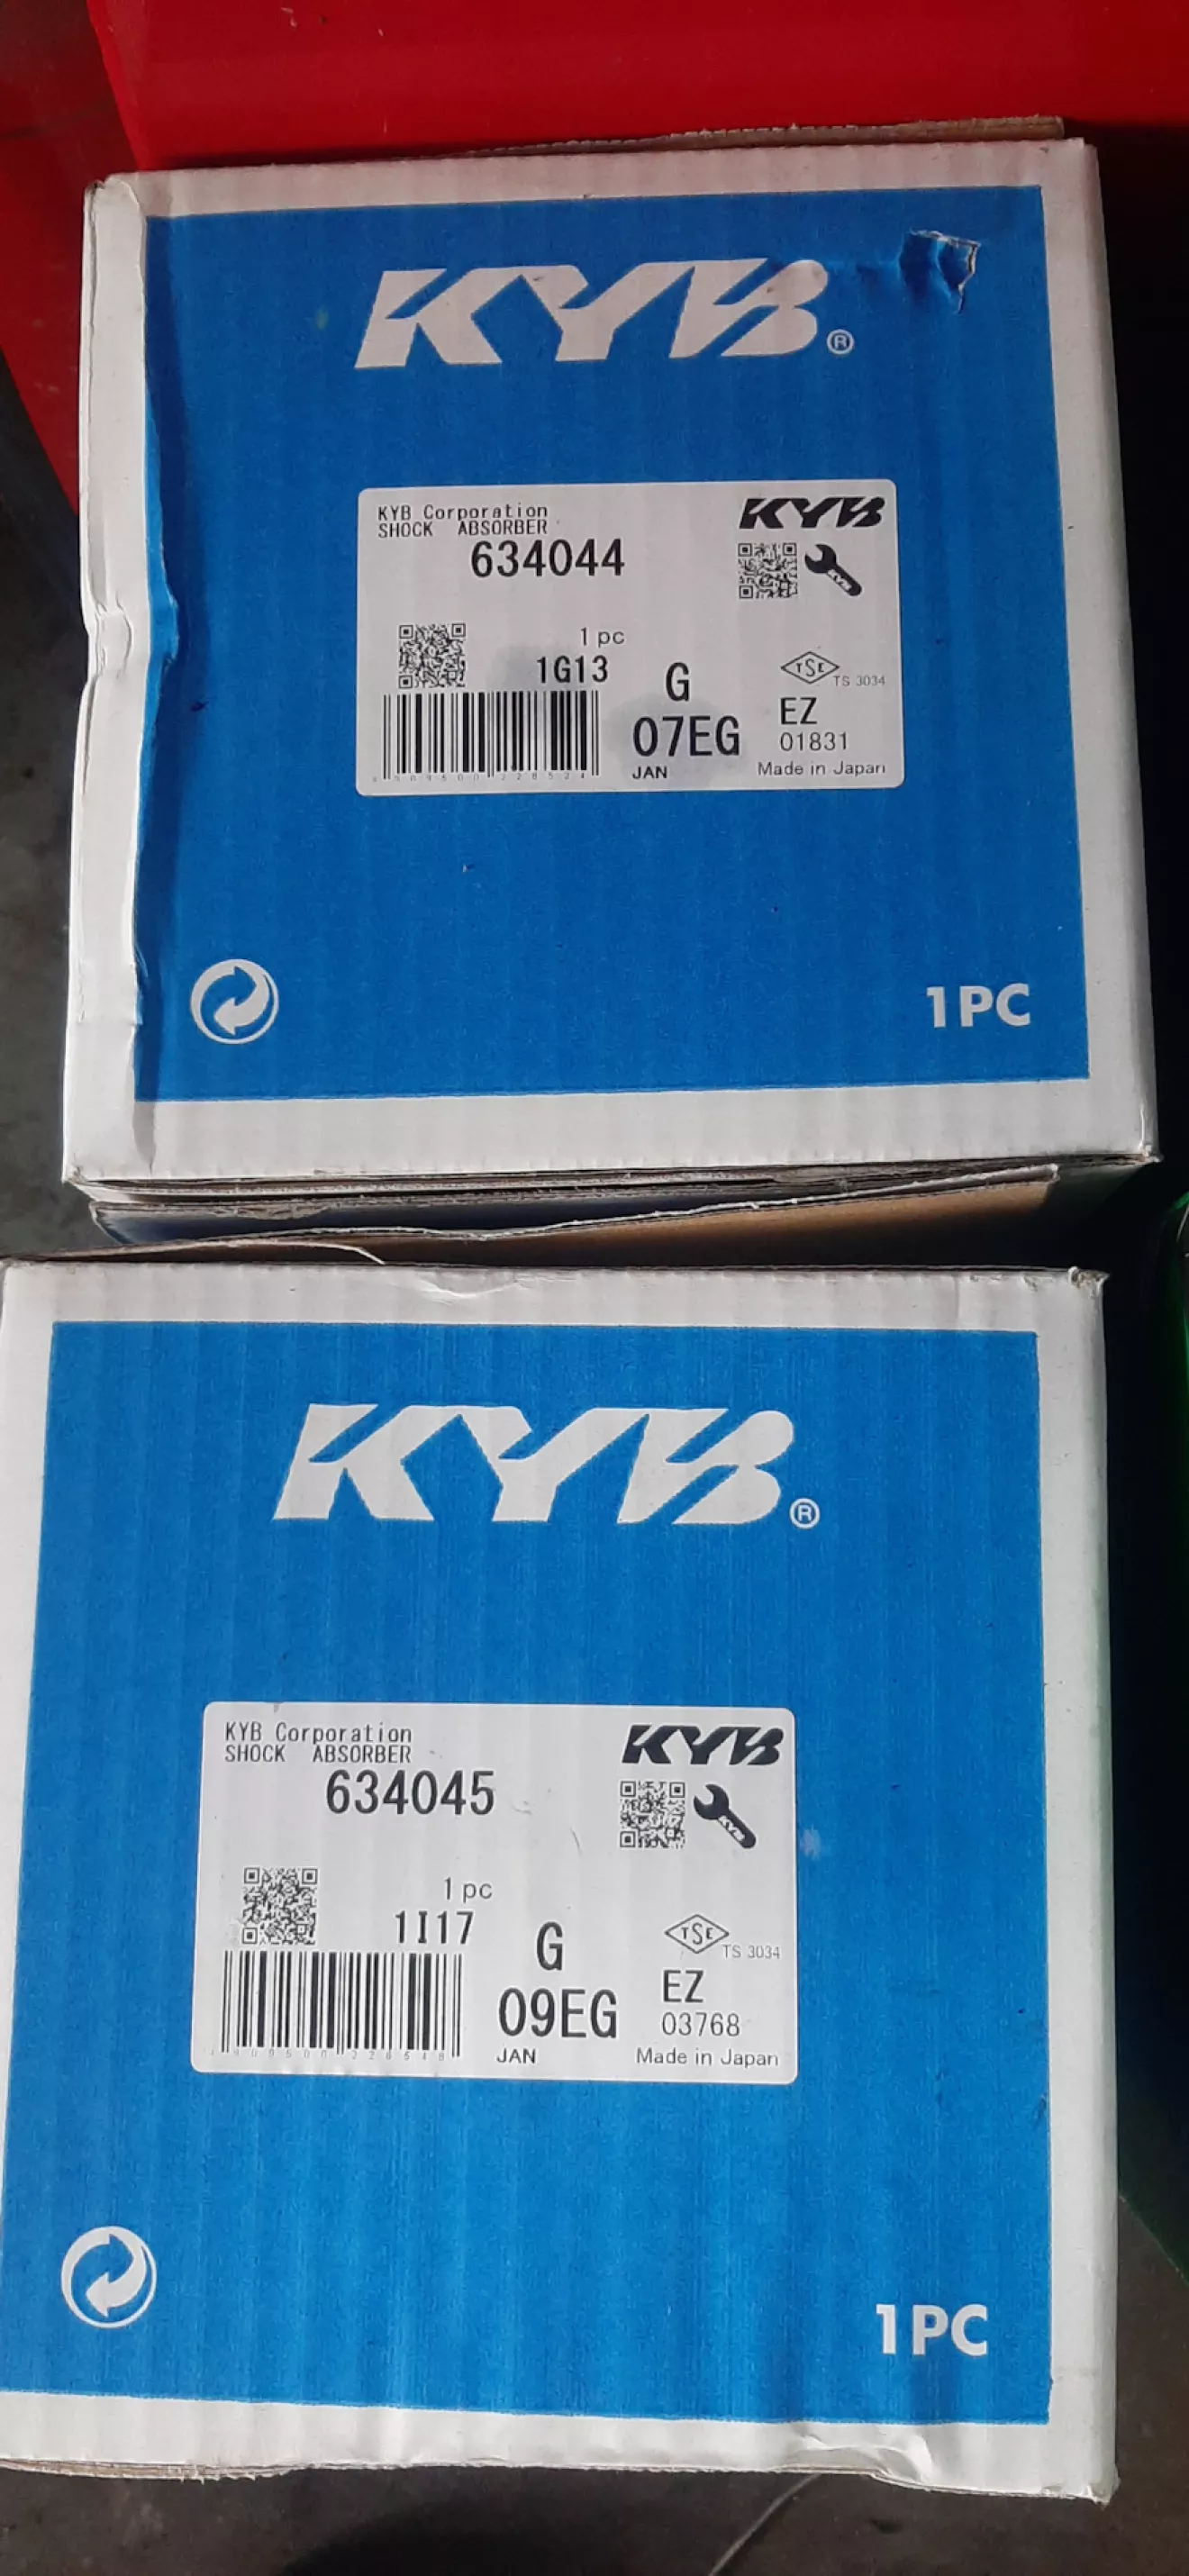 KYB®
KYB Corporation
SHOCK ABSORBER
KYB
634044
KYB
1 pc
1G13
G
TSE
TS 3034
07EG
EZ
01831
JAN
Made in Japan
1PC
KYB®
KYB Corporation
SHOCK ABSORBER
KYB
634045
KYB
1 pc
1I17
G
TSE
TS 3034
09EG
EZ
03768
JAN
Made in Japan
1PC